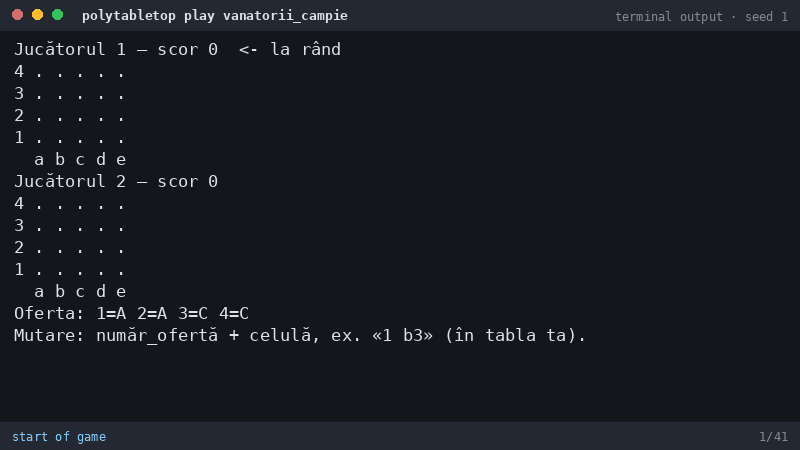 polytabletop play vanatorii_campie
terminal output · seed 1
Jucătorul 1 — scor 0  <- la rând
4 . . . . .
3 . . . . .
2 . . . . .
1 . . . . .
  a b c d e
Jucătorul 2 — scor 0
4 . . . . .
3 . . . . .
2 . . . . .
1 . . . . .
  a b c d e
Oferta: 1=A 2=A 3=C 4=C
Mutare: număr_ofertă + celulă, ex. «1 b3» (în tabla ta).
start of game
1/41